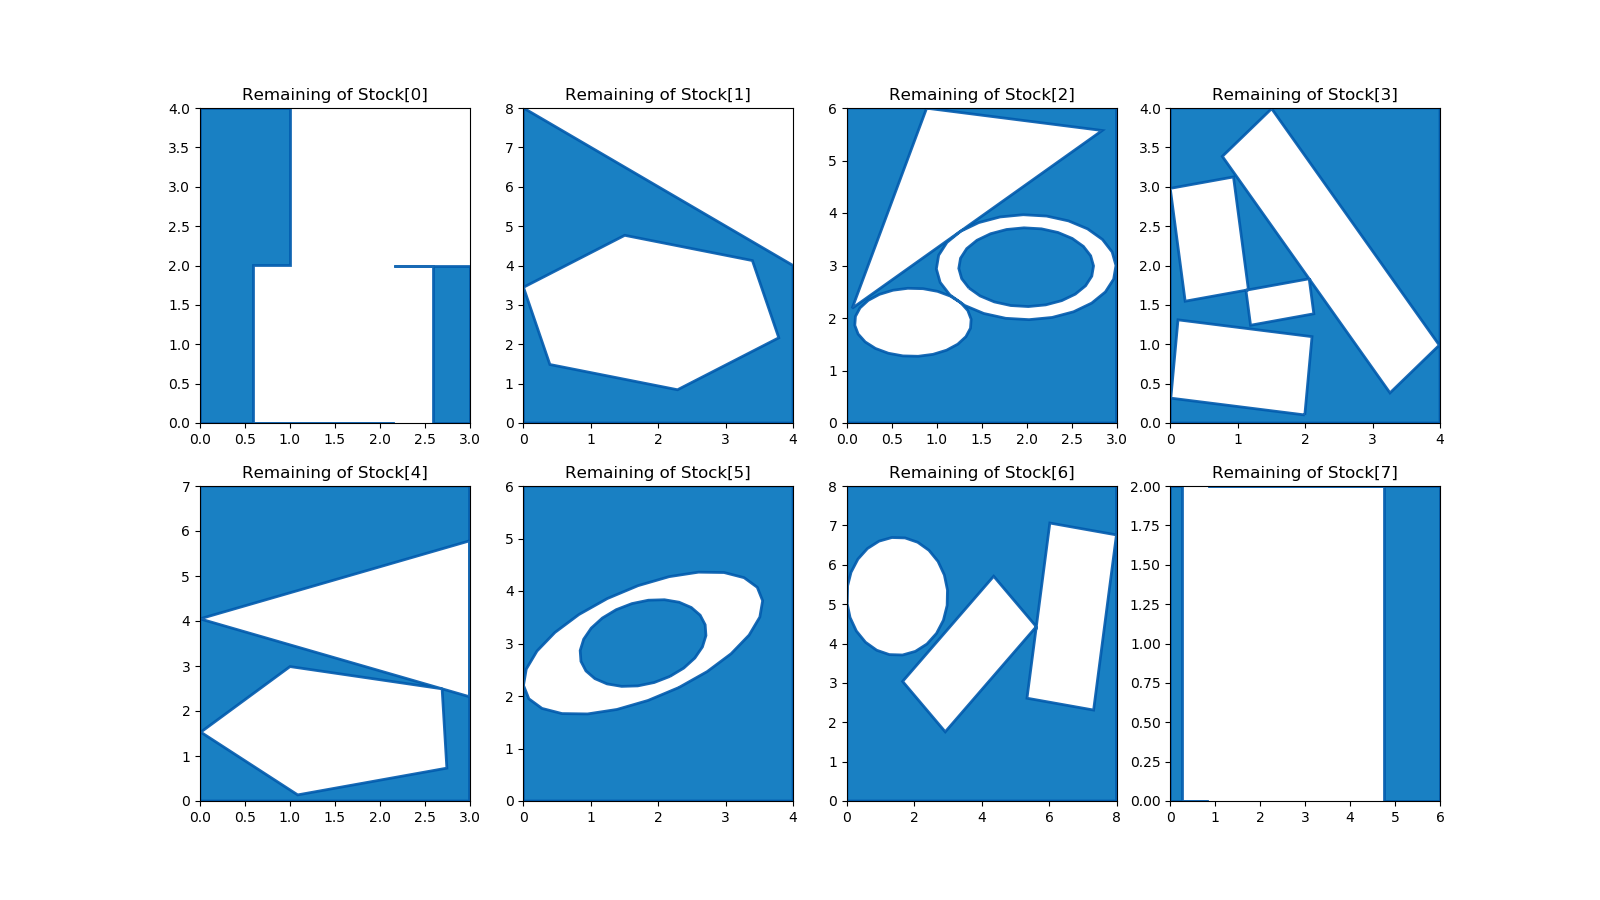 Remaining of Stock[0] Remaining of Stock[1] Remaining of Stock[2] Remaining of Stock[3]
4.0 8 6 4.0
3.5 7 5 3.5
3.0 6 4 3.0
2.5 5 3 2.5
2.0 4 2 2.0
1.5 3 1 1.5
1.0 2 0 1.0
0.5 1 0.5
0.0 0 0.0
0.0 0.5 1.0 1.5 2.0 2.5 3.0 0 1 2 3 4 0.0 0.5 1.0 1.5 2.0 2.5 3.0 0 1 2 3 4
Remaining of Stock[4] Remaining of Stock[5] Remaining of Stock[6] Remaining of Stock[7]
7 6 8 2.00
6 5 7 1.75
5 4 6 1.50
4 3 5 1.25
3 2 4 1.00
2 1 3 0.75
1 0 2 0.50
0 1 0.25
0 0.00
0.0 0.5 1.0 1.5 2.0 2.5 3.0 0 1 2 3 4 0 2 4 6 8 0 1 2 3 4 5 6